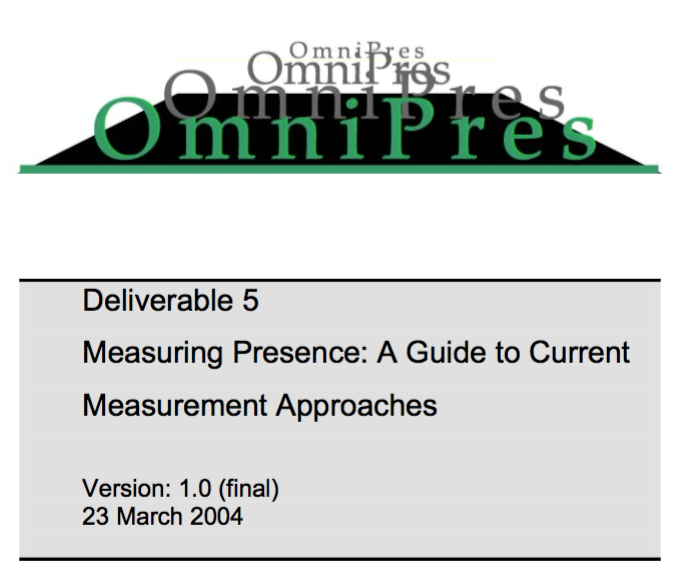 OmniPres
OmniPres
OmniPres
OmniPres
Deliverable 5
Measuring Presence: A Guide to Current
Measurement Approaches
Version: 1.0 (final)
23 March 2004